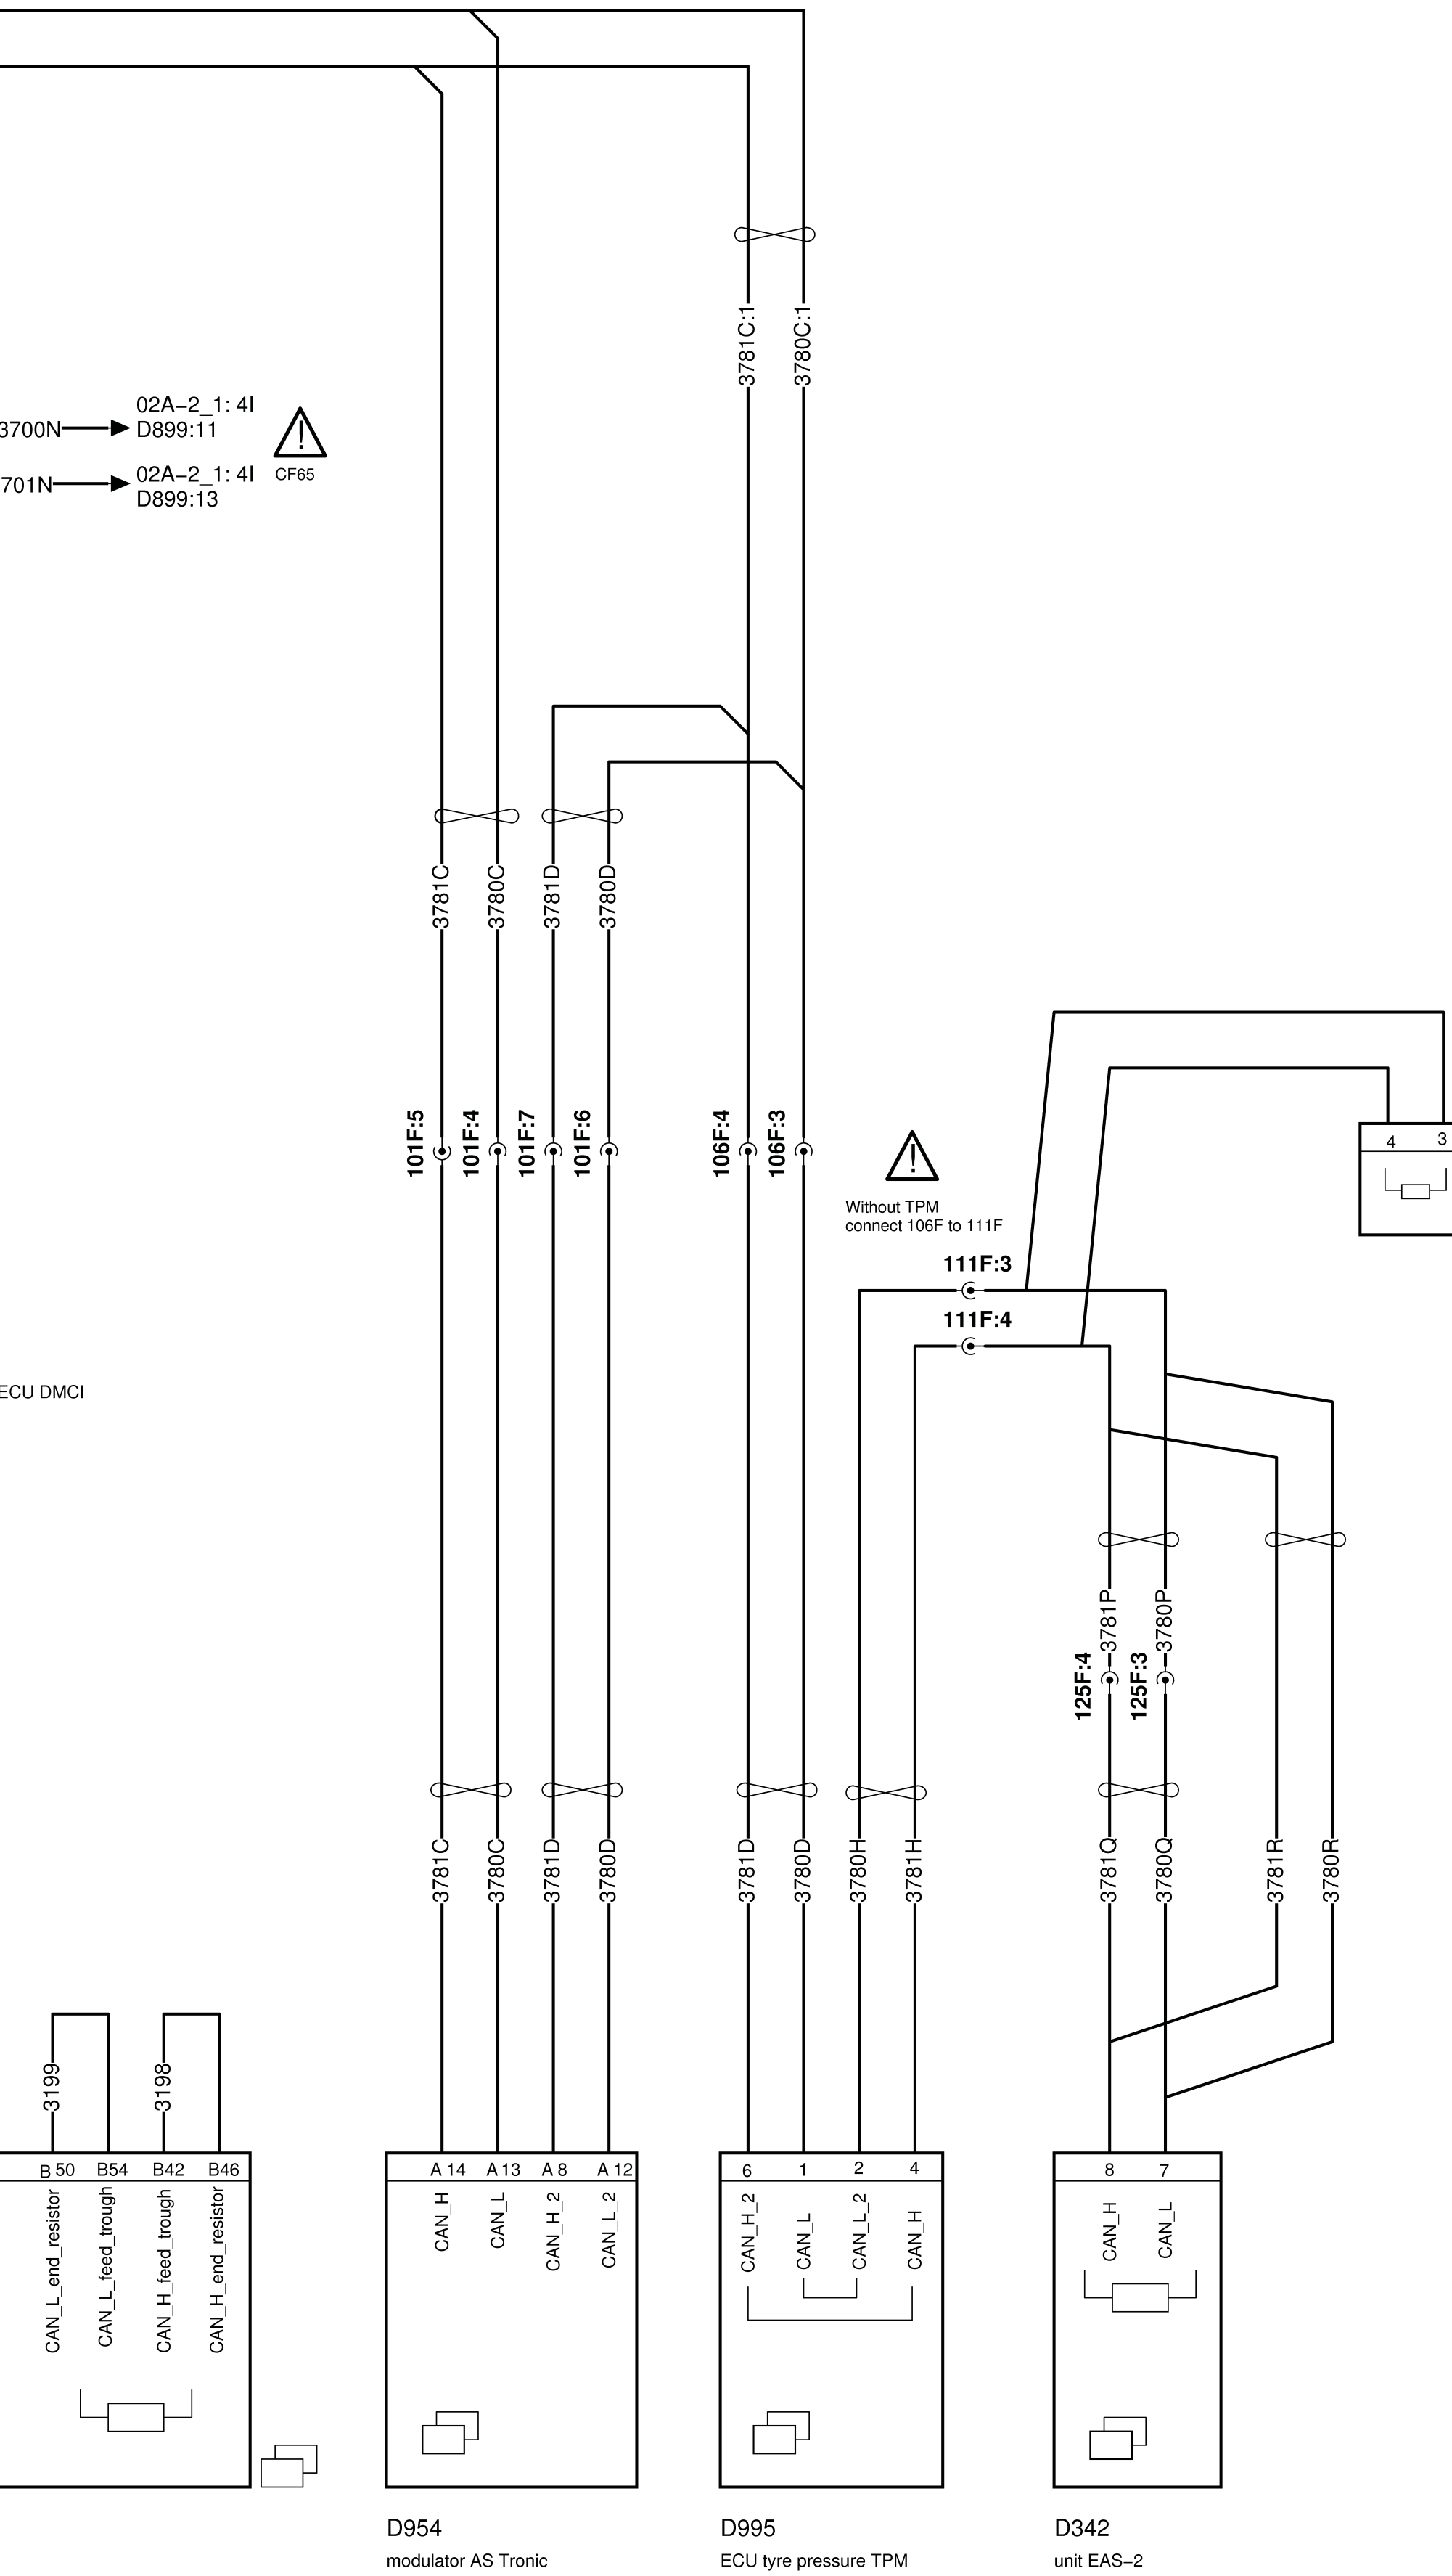 3781C:1
3780C:1
02A−2_1: 4I
3700N
D899:11
02A−2_1: 4I
CF65
701N
D899:13
3781C
3780C
3781D
3780D
101F:5
101F:4
101F:7
101F:6
106F:4
106F:3
4
3
Without TPM
connect 106F to 111F
111F:3
111F:4
ECU DMCI
3781P
3780P
125F:4
125F:3
3781C
3780C
3781D
3780D
3781D
3780D
3780H
3781H
3781Q
3780Q
3781R
3780R
3199
3198
B 50
B54
B42
B46
A 14
A 13
A 8
A 12
6
1
2
4
8
7
CAN_L_end_resistor
CAN_L_feed_trough
CAN_H_feed_trough
CAN_H_end_resistor
CAN_H
CAN_L
CAN_H_2
CAN_L_2
CAN_H_2
CAN_L
CAN_L_2
CAN_H
CAN_H
CAN_L
D954
modulator AS Tronic
D995
ECU tyre pressure TPM
D342
unit EAS−2